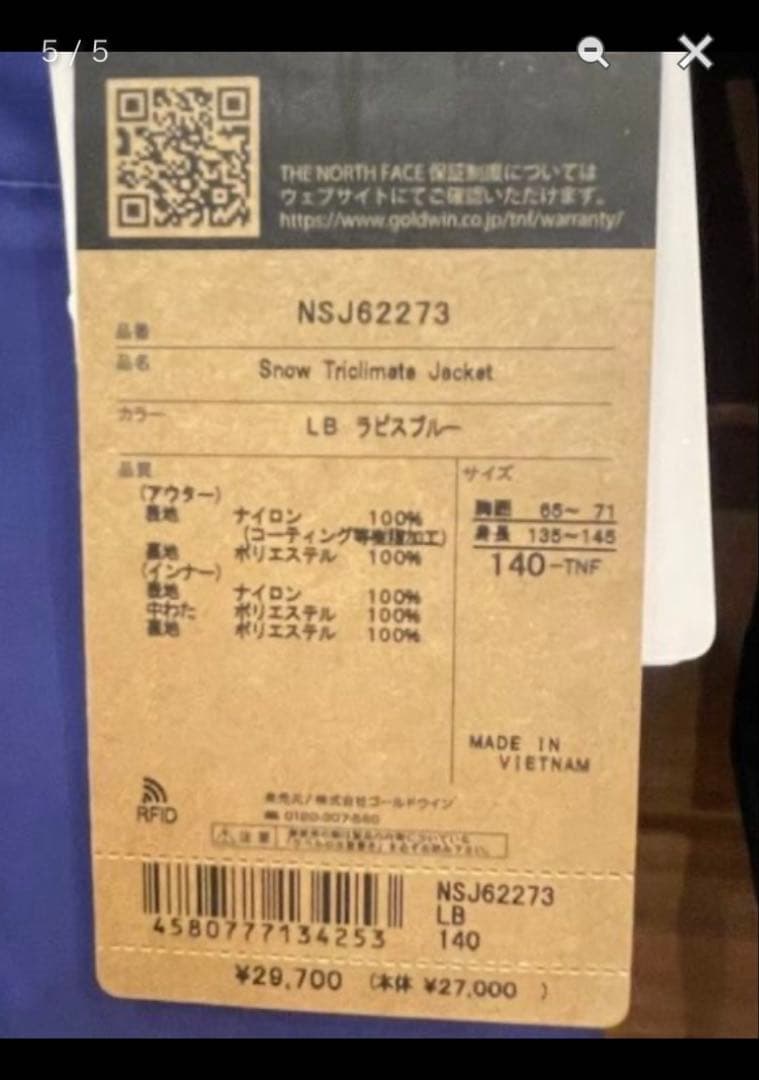 5 / 5
THE NORTH FACE 保証制度については
ウェブサイトにてご確認いただけます。
https://www.goldwin.co.jp/tnf/warranty/
品番 NSJ62273
品名 Snow Triclimate Jacket
カラー LB ラピスブルー
品質
(アウター)
表地 ナイロン 100%
(コーティング等樹脂加工)
裏地 ポリエステル 100%
(インナー)
表地 ナイロン 100%
中わた ポリエステル 100%
裏地 ポリエステル 100%
サイズ
胸囲 65~ 71
身長 135~145
140-TNF
MADE IN
VIETNAM
RFID
発売元/株式会社ゴールドウイン
0120-307-560
注意
NSJ62273
LB
140
4580777134253
¥29,700 (本体 ¥27,000 )